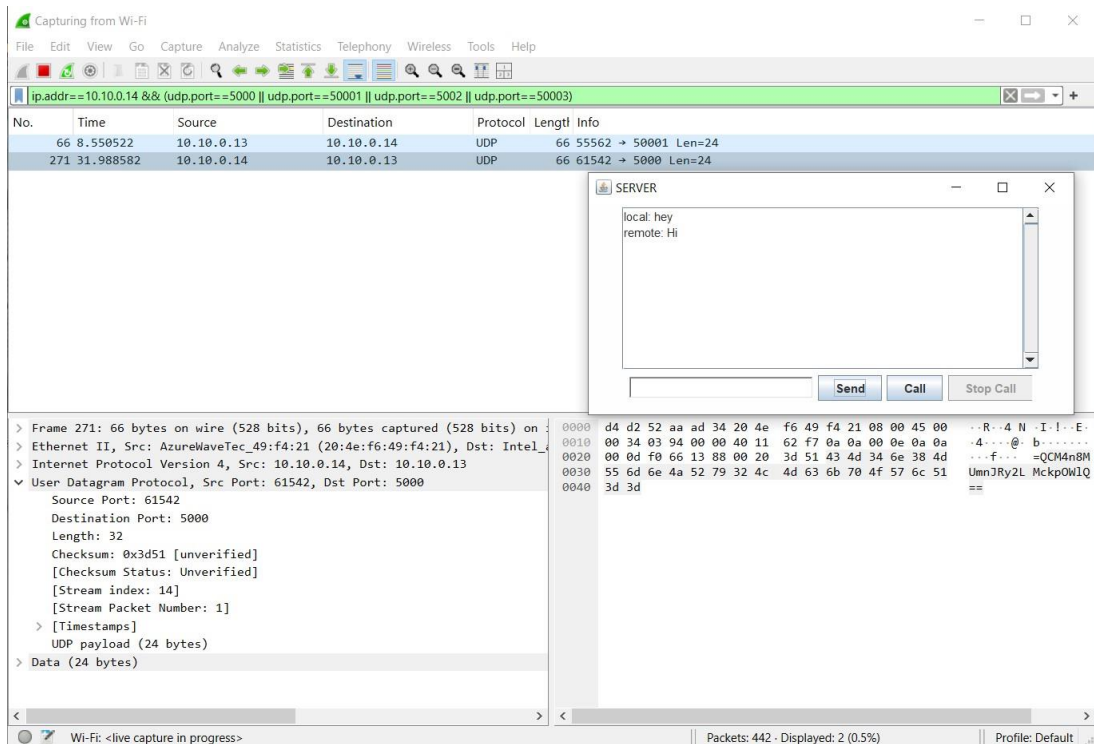 Capturing from Wi-Fi
File Edit View Go Capture Analyze Statistics Telephony Wireless Tools Help
ip.addr==10.10.0.14 && (udp.port==5000 || udp.port==50001 || udp.port==5002 || udp.port==50003)
No. Time Source Destination Protocol Lengtł Info
66 8.550522 10.10.0.13 10.10.0.14 UDP 66 55562 → 50001 Len=24
271 31.988582 10.10.0.14 10.10.0.13 UDP 66 61542 → 5000 Len=24
SERVER
local: hey
remote: Hi
Send Call Stop Call
> Frame 271: 66 bytes on wire (528 bits), 66 bytes captured (528 bits) on
> Ethernet II, Src: AzureWaveTec_49:f4:21 (20:4e:f6:49:f4:21), Dst: Intel_
> Internet Protocol Version 4, Src: 10.10.0.14, Dst: 10.10.0.13
User Datagram Protocol, Src Port: 61542, Dst Port: 5000
Source Port: 61542
Destination Port: 5000
Length: 32
Checksum: 0x3d51 [unverified]
[Checksum Status: Unverified]
[Stream index: 14]
[Stream Packet Number: 1]
> [Timestamps]
UDP payload (24 bytes)
> Data (24 bytes)
0000 d4 d2 52 aa ad 34 20 4e f6 49 f4 21 08 00 45 00 ··R··4 N ·I·!··E·
0010 00 34 03 94 00 00 40 11 62 f7 0a 0a 00 0e 0a 0a ·4····@· b·······
0020 00 0d f0 66 13 88 00 20 3d 51 43 4d 34 6e 38 4d ···f··· =QCM4n8M
0030 55 6d 6e 4a 52 79 32 4c 4d 63 6b 70 4f 57 6c 51 UmnJRy2L MckpOWlQ
0040 3d 3d ==
Wi-Fi: <live capture in progress> Packets: 442 · Displayed: 2 (0.5%) Profile: Default